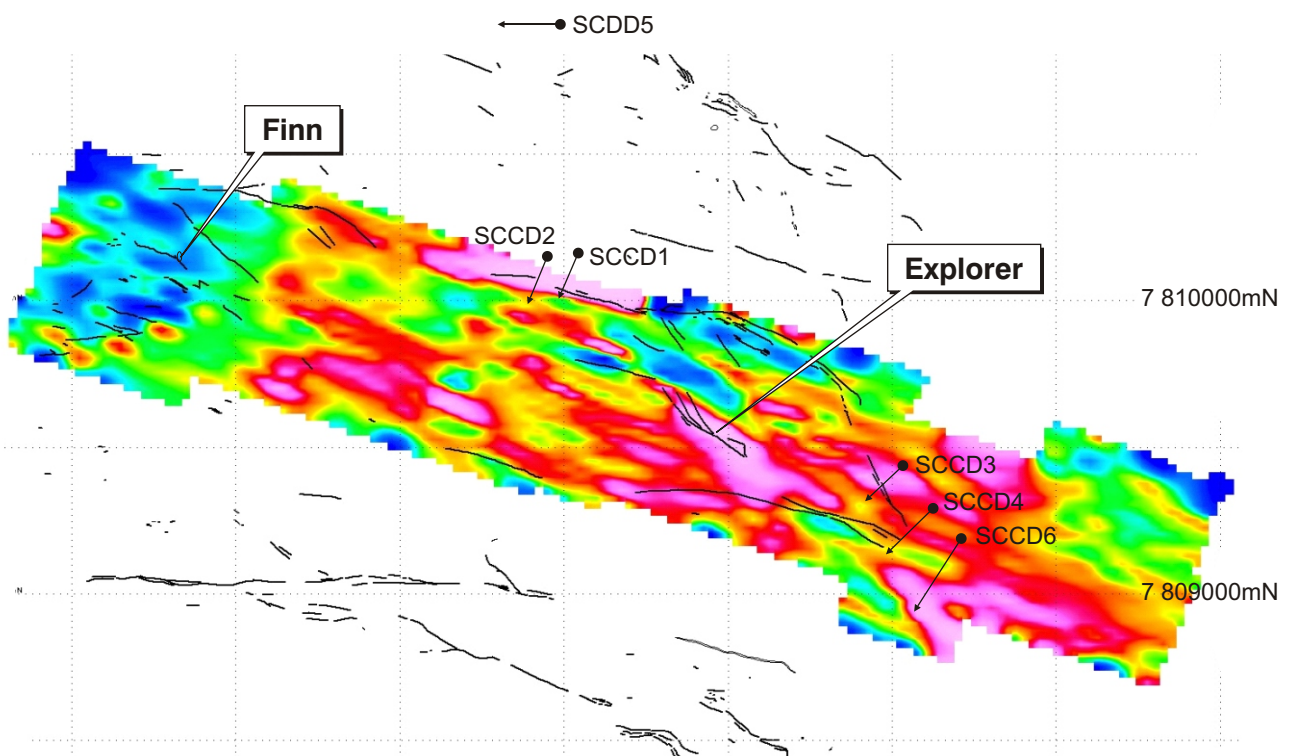 SCDD5
Finn
SCCD2
SCCD1
Explorer
7 810000mN
SCCD3
SCCD4
SCCD6
7 809000mN